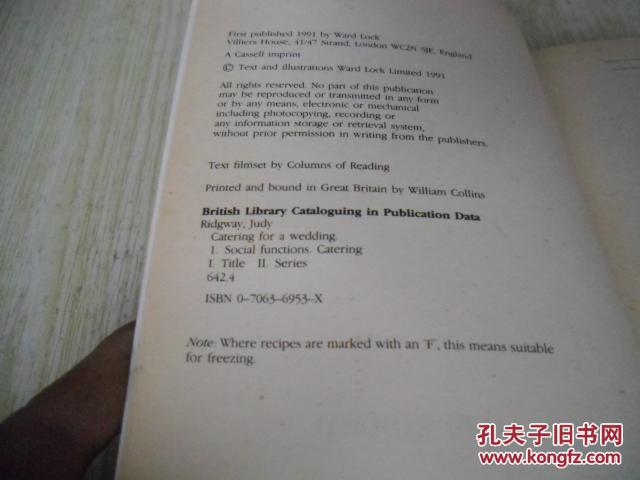 First published 1991 by Ward Lock
Villiers House, 41/47 Strand, London WC2N 5JE, England
A Cassell imprint
© Text and illustrations Ward Lock Limited 1991
All rights reserved. No part of this publication
may be reproduced or transmitted in any form
or by any means, electronic or mechanical
including photocopying, recording or
any information storage or retrieval system,
without prior permission in writing from the publishers.
Text filmset by Columns of Reading
Printed and bound in Great Britain by William Collins
British Library Cataloguing in Publication Data
Ridgway, Judy
Catering for a wedding.
1. Social functions. Catering
I. Title II. Series
642.4
ISBN 0–7063–6953–X
Note: Where recipes are marked with an 'F', this means suitable
for freezing.
孔夫子旧书网
www.kongfz.com